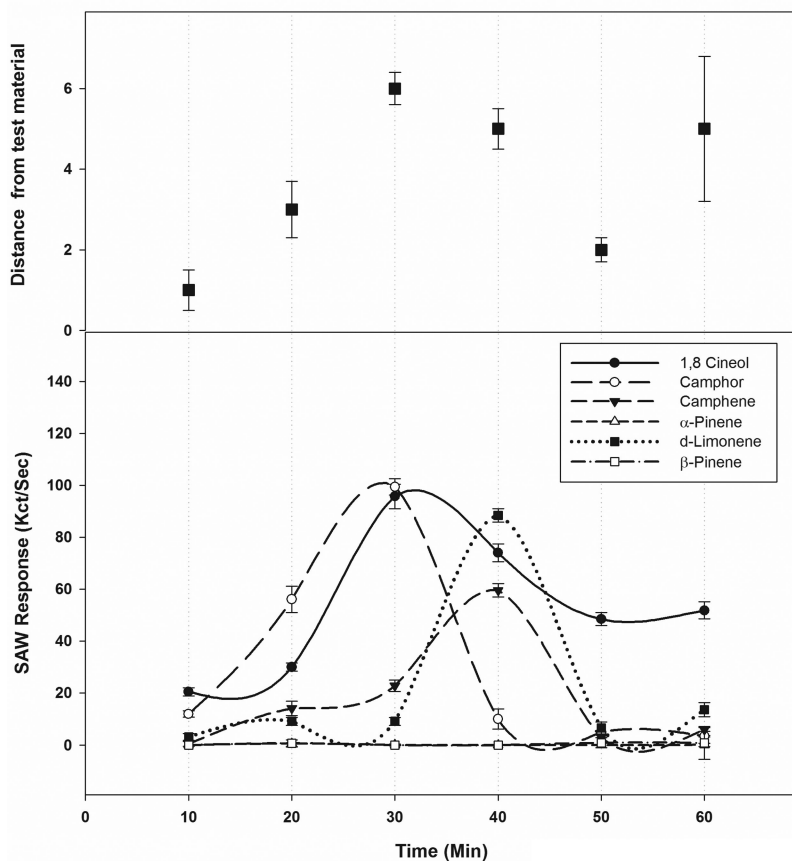 Distance from test material
6
4
2
0
SAW Response (Kct/Sec)
140
120
100
80
60
40
20
0
1,8 Cineol
Camphor
Camphene
α-Pinene
d-Limonene
β-Pinene
0 10 20 30 40 50 60
Time (Min)